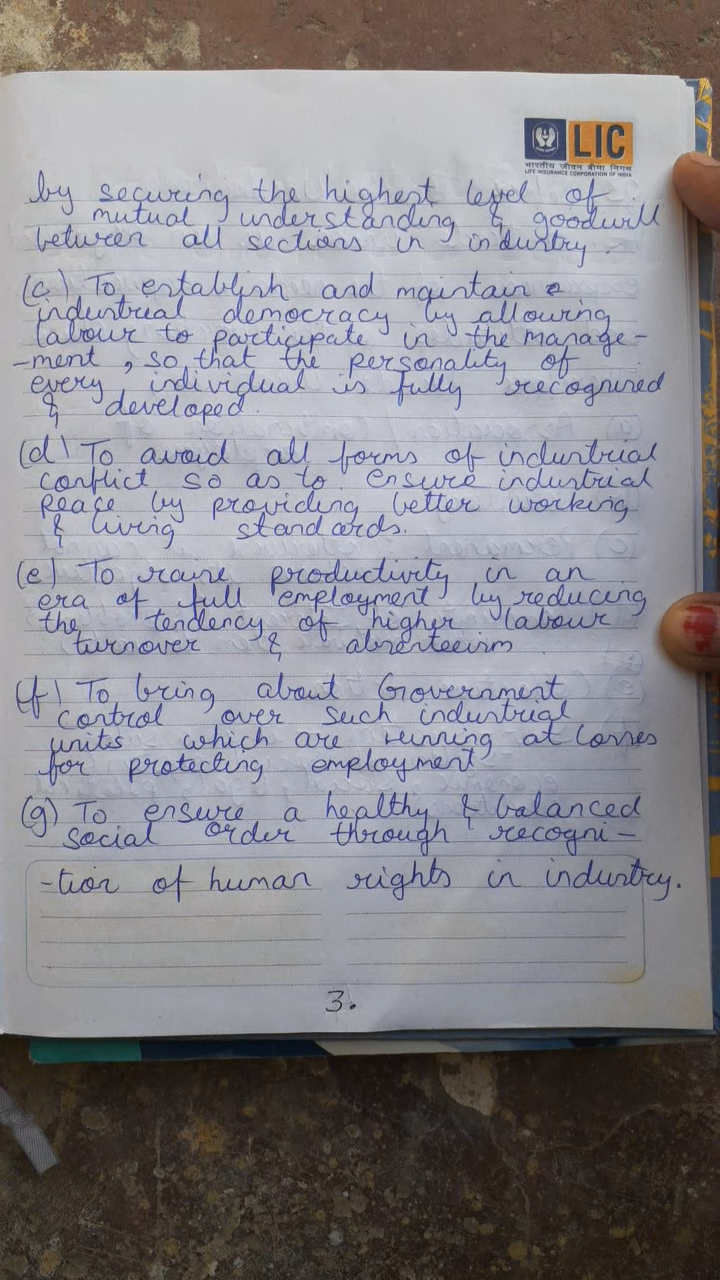 LIC
भारतीय जीवन बीमा निगम
LIFE INSURANCE CORPORATION OF INDIA
by securing the highest level of
mutual understanding & goodwill
between all sections in industry.
(c) To establish and maintain
industrial democracy by allowing
labour to participate in the manage-
-ment, so that the personality of
every individual is fully recognised
& developed.
(d) To avoid all forms of industrial
conflict so as to ensure industrial
peace by providing better working
& living standards.
(e) To raise productivity in an
era of full employment by reducing
the tendency of higher labour
turnover & absenteeism
(f) To bring about Government
control over such industrial
units which are running at losses
for protecting employment
(g) To ensure a healthy & balanced
social order through recogni-
-tion of human rights in industry.
3.